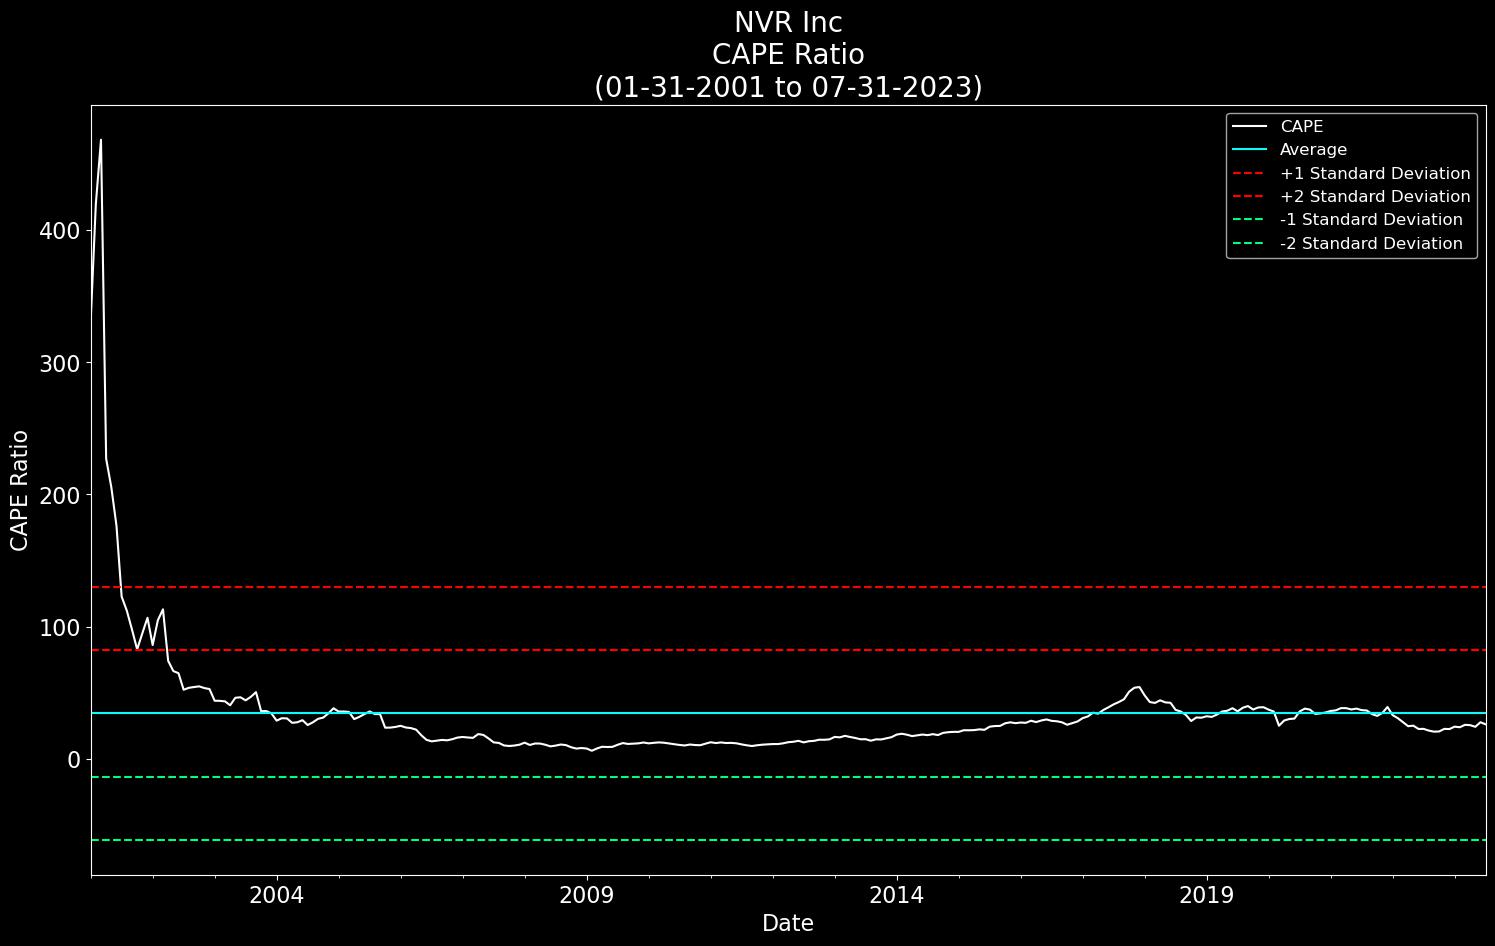 NVR Inc
CAPE Ratio
(01-31-2001 to 07-31-2023)
CAPE
Average
+1 Standard Deviation
+2 Standard Deviation
-1 Standard Deviation
-2 Standard Deviation
CAPE Ratio
400
300
200
100
0
2004
2009
2014
2019
Date